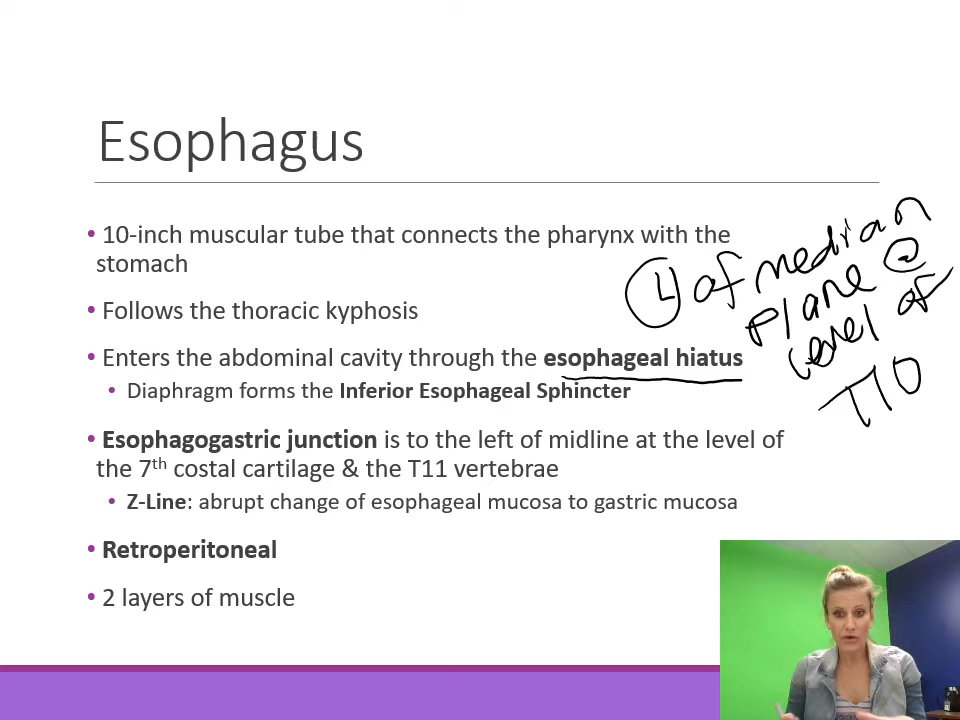 Esophagus
• 10-inch muscular tube that connects the pharynx with the
stomach
• Follows the thoracic kyphosis
• Enters the abdominal cavity through the esophageal hiatus
• Diaphragm forms the Inferior Esophageal Sphincter
• Esophagogastric junction is to the left of midline at the level of
the 7th costal cartilage & the T11 vertebrae
• Z-Line: abrupt change of esophageal mucosa to gastric mucosa
• Retroperitoneal
• 2 layers of muscle
L of median
plane @
level of
T10